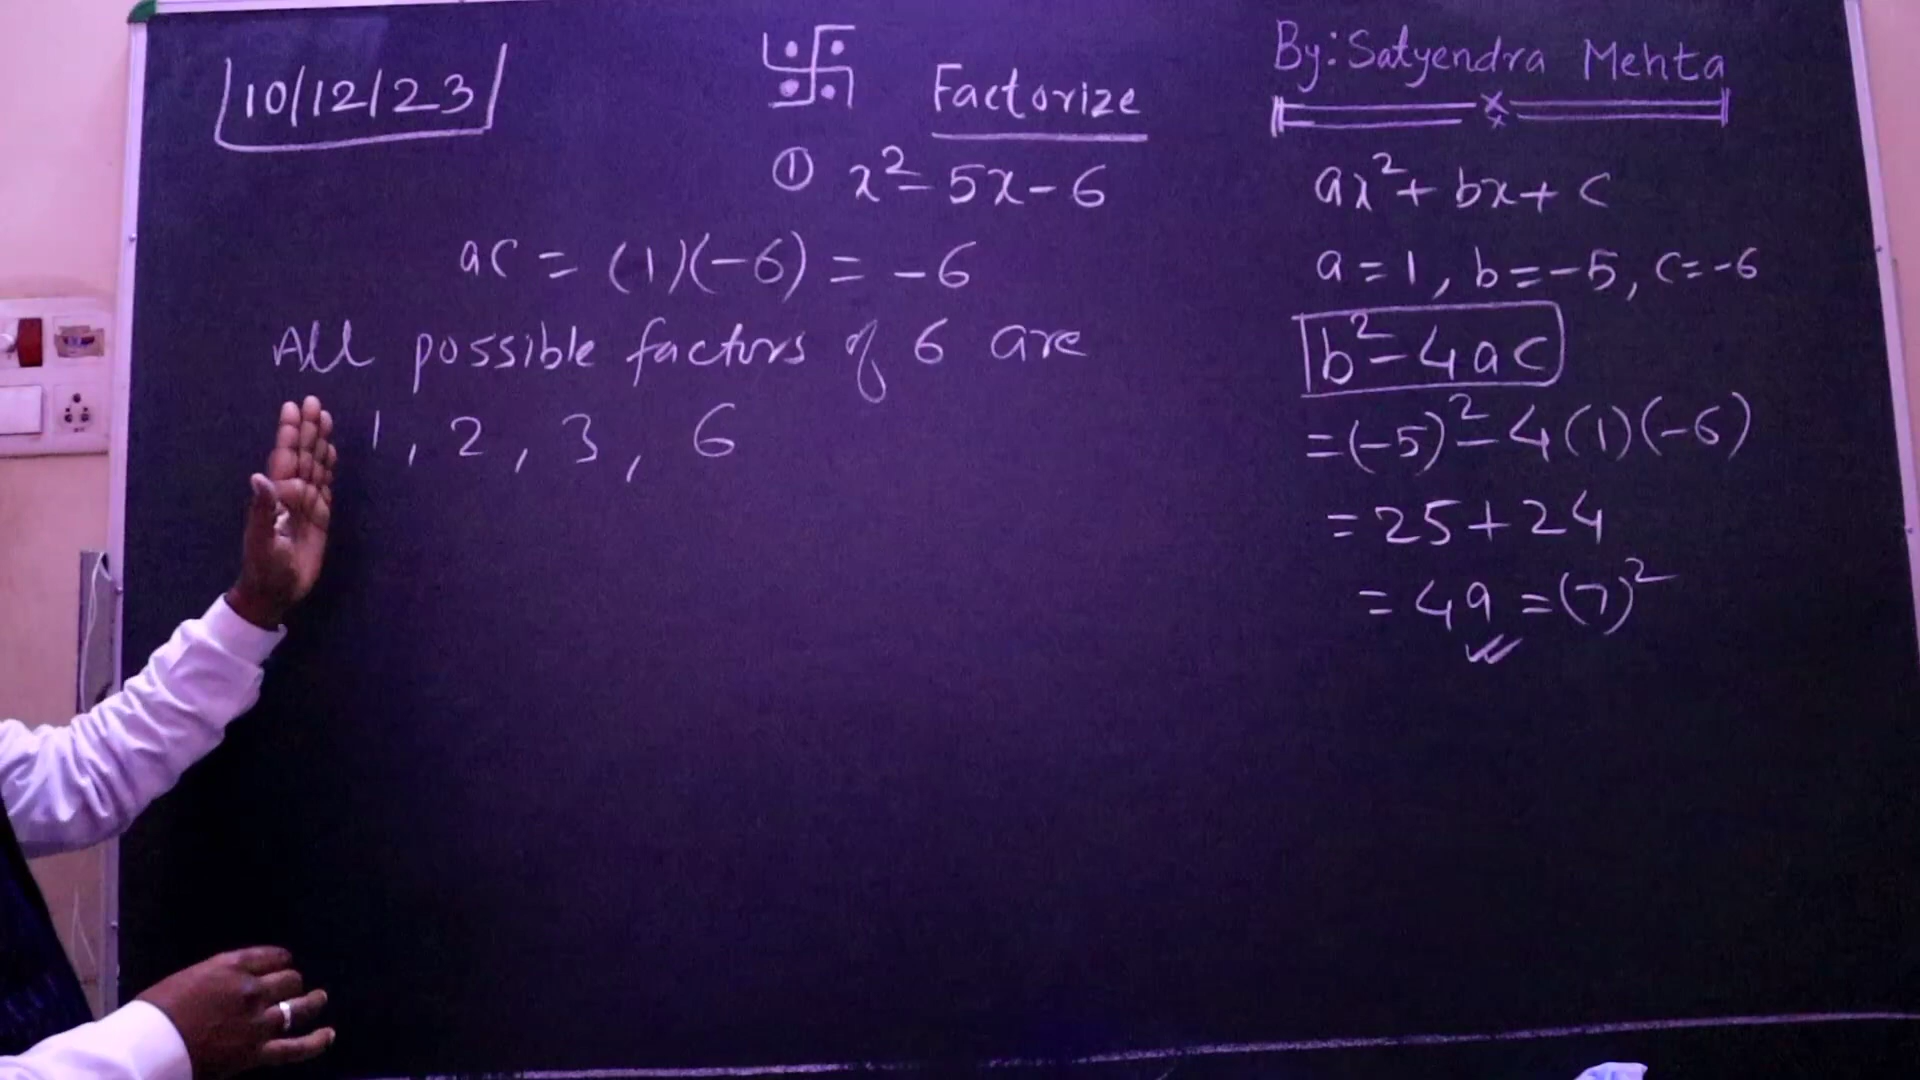 10/12/23
Factorize
① x² - 5x - 6
ac = (1)(-6) = -6
All possible factors of 6 are
1, 2, 3, 6
By: Satyendra Mehta
ax² + bx + c
a = 1, b = -5, c = -6
b² - 4ac
= (-5)² - 4(1)(-6)
= 25 + 24
= 49 = (7)²